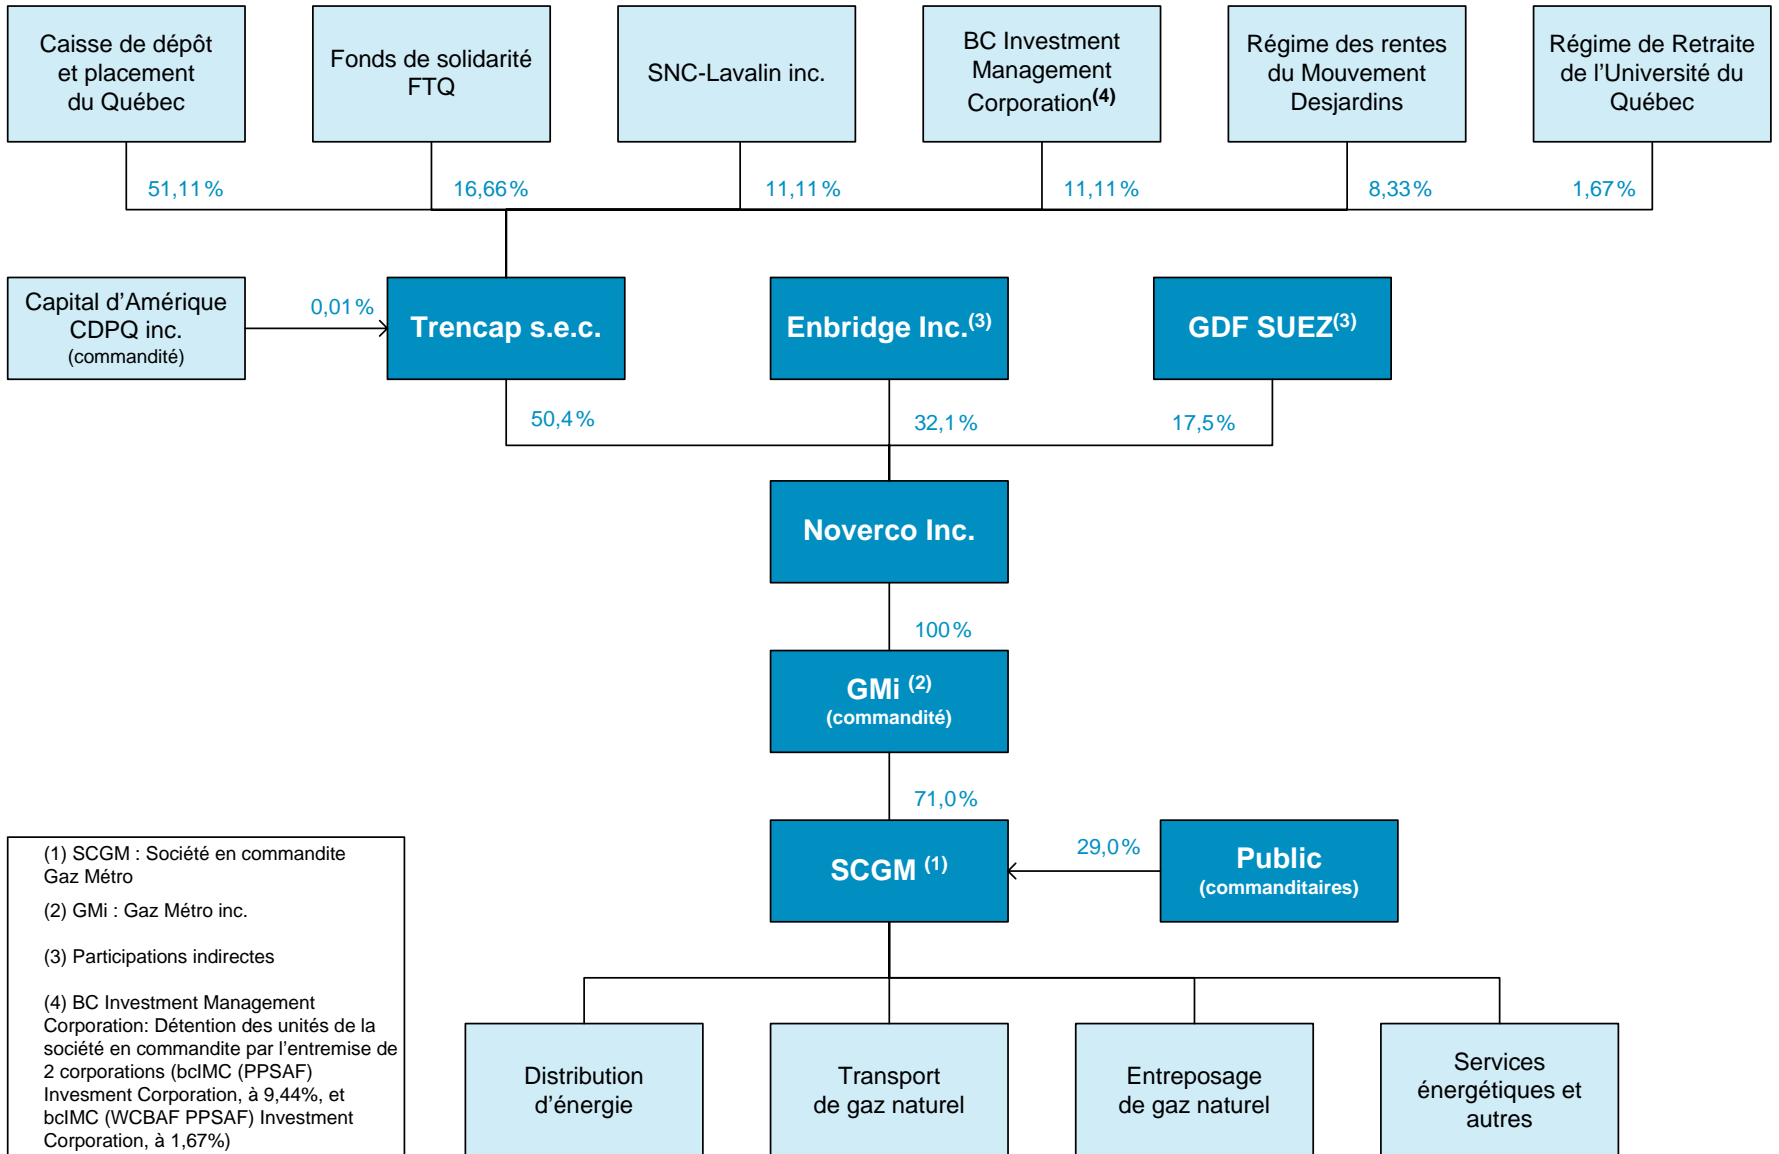 Caisse de dépôt
et placement
du Québec
Fonds de solidarité
FTQ
SNC-Lavalin inc.
BC Investment
Management
Corporation(4)
Régime des rentes
du Mouvement
Desjardins
Régime de Retraite
de l'Université du
Québec
51,11%
16,66%
11,11%
11,11%
8,33%
1,67%
Capital d'Amérique
CDPQ inc.
(commandité)
0,01%
Trencap s.e.c.
Enbridge Inc.(3)
GDF SUEZ(3)
50,4%
32,1%
17,5%
Noverco Inc.
100%
GMi (2)
(commandité)
71,0%
SCGM (1)
29,0%
Public
(commanditaires)
(1) SCGM : Société en commandite
Gaz Métro
(2) GMi : Gaz Métro inc.
(3) Participations indirectes
(4) BC Investment Management
Corporation: Détention des unités de la
société en commandite par l'entremise de
2 corporations (bcIMC (PPSAF)
Invesment Corporation, à 9,44%, et
bcIMC (WCBAF PPSAF) Investment
Corporation, à 1,67%)
Distribution
d'énergie
Transport
de gaz naturel
Entreposage
de gaz naturel
Services
énergétiques et
autres